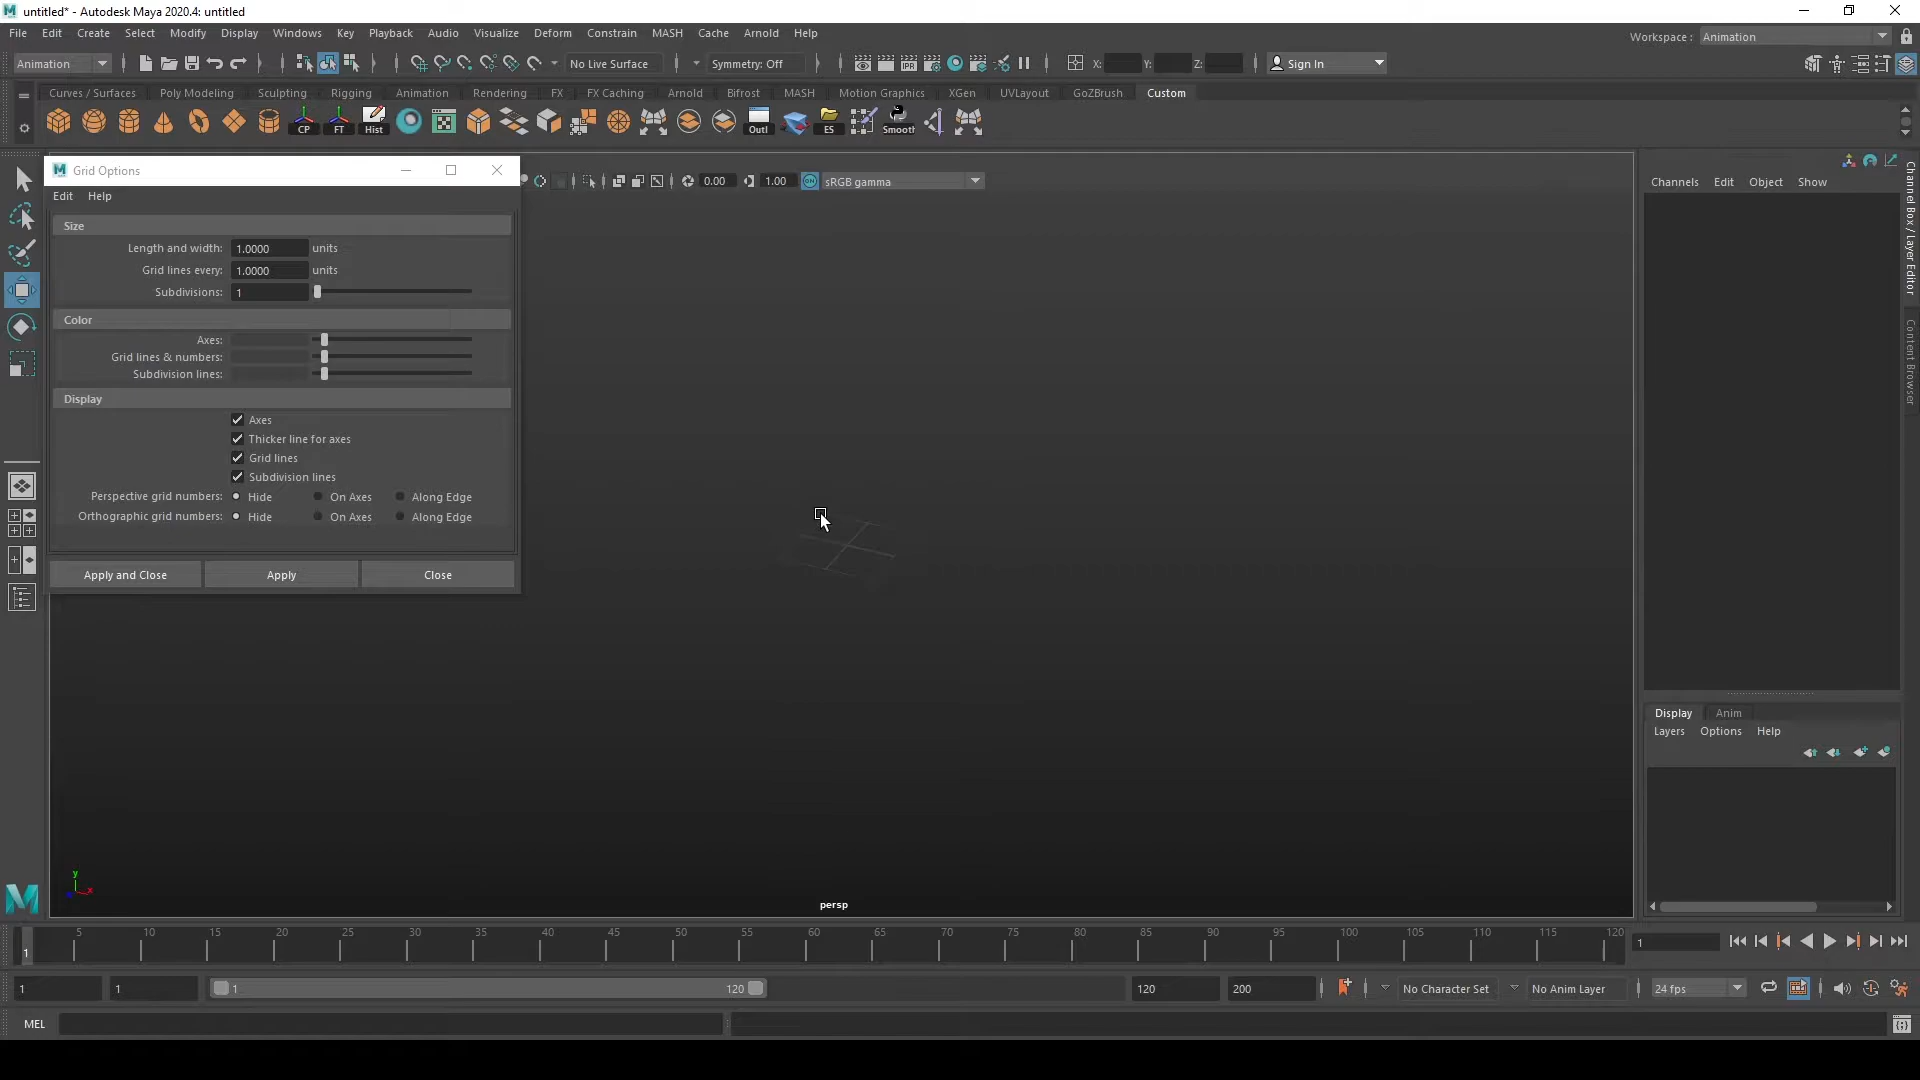 untitled* - Autodesk Maya 2020.4: untitled
File Edit Create Select Modify Display Windows Key Playback Audio Visualize Deform Constrain MASH Cache Arnold Help
Workspace : Animation
Animation No Live Surface Symmetry: Off X: Y: Z: Sign In
Curves / Surfaces Poly Modeling Sculpting Rigging Animation Rendering FX FX Caching Arnold Bifrost MASH Motion Graphics XGen UVLayout GoZBrush Custom
CP FT Hist Outl ES Smooth
Grid Options
0.00 1.00 ON sRGB gamma
Channels Edit Object Show
Edit Help
Size
Length and width: 1.0000 units
Grid lines every: 1.0000 units
Subdivisions: 1
Color
Axes:
Grid lines & numbers:
Subdivision lines:
Display
Axes
Thicker line for axes
Grid lines
Subdivision lines
Perspective grid numbers: Hide On Axes Along Edge
Orthographic grid numbers: Hide On Axes Along Edge
Apply and Close Apply Close
Channel Box / Layer Editor
Content Browser
Display Anim
Layers Options Help
y
x
persp
5 10 15 20 25 30 35 40 45 50 55 60 65 70 75 80 85 90 95 100 105 110 115 120
1 1
1 1 1 120 120 200 No Character Set No Anim Layer 24 fps
MEL